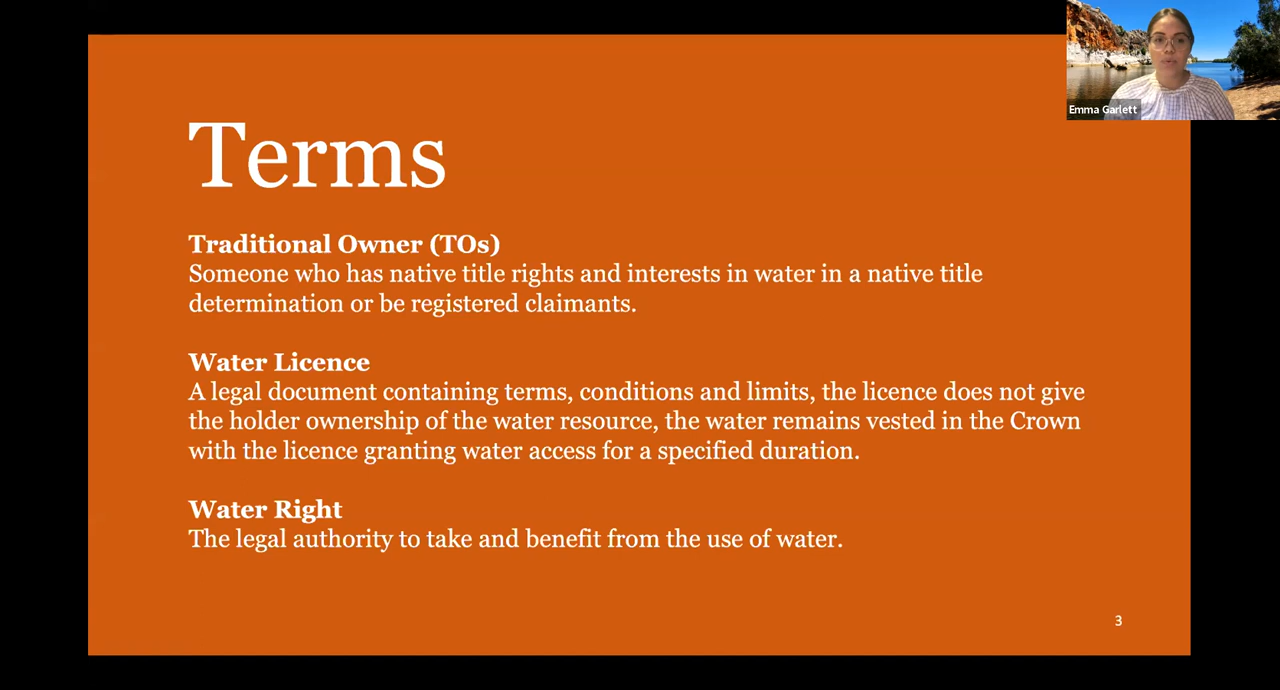 Emma Garlett
Terms
Traditional Owner (TOs)
Someone who has native title rights and interests in water in a native title
determination or be registered claimants.
Water Licence
A legal document containing terms, conditions and limits, the licence does not give
the holder ownership of the water resource, the water remains vested in the Crown
with the licence granting water access for a specified duration.
Water Right
The legal authority to take and benefit from the use of water.
3